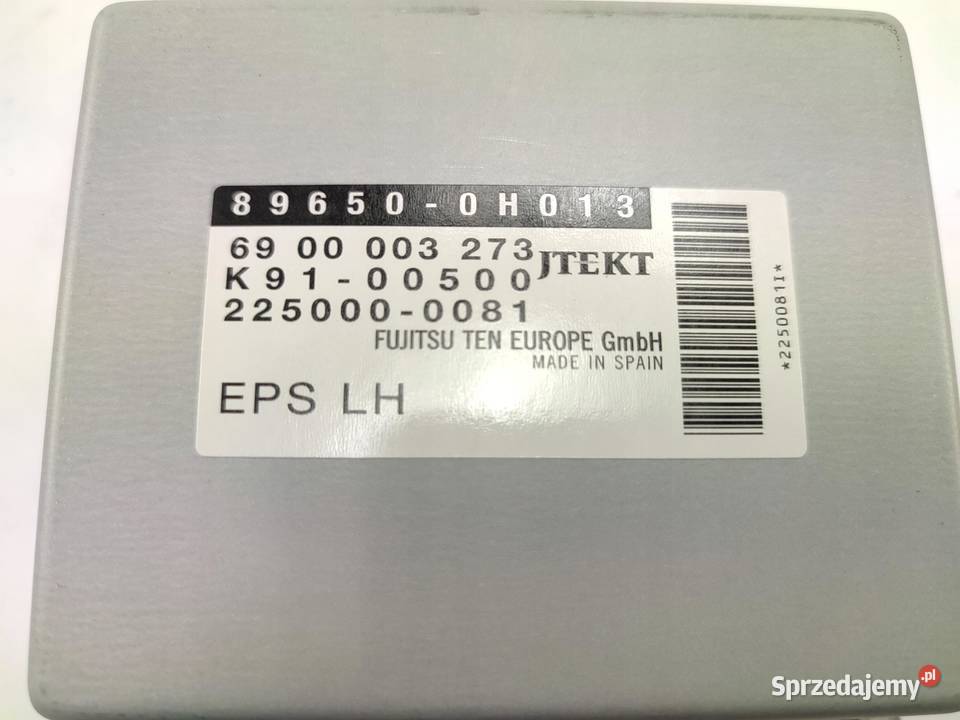 89650-0H013
69 00 003 273
JTEKT
K91-00500
225000-0081
FUJITSU TEN EUROPE GmbH
MADE IN SPAIN
EPS LH
*2250081I*
Sprzedajemy.pl